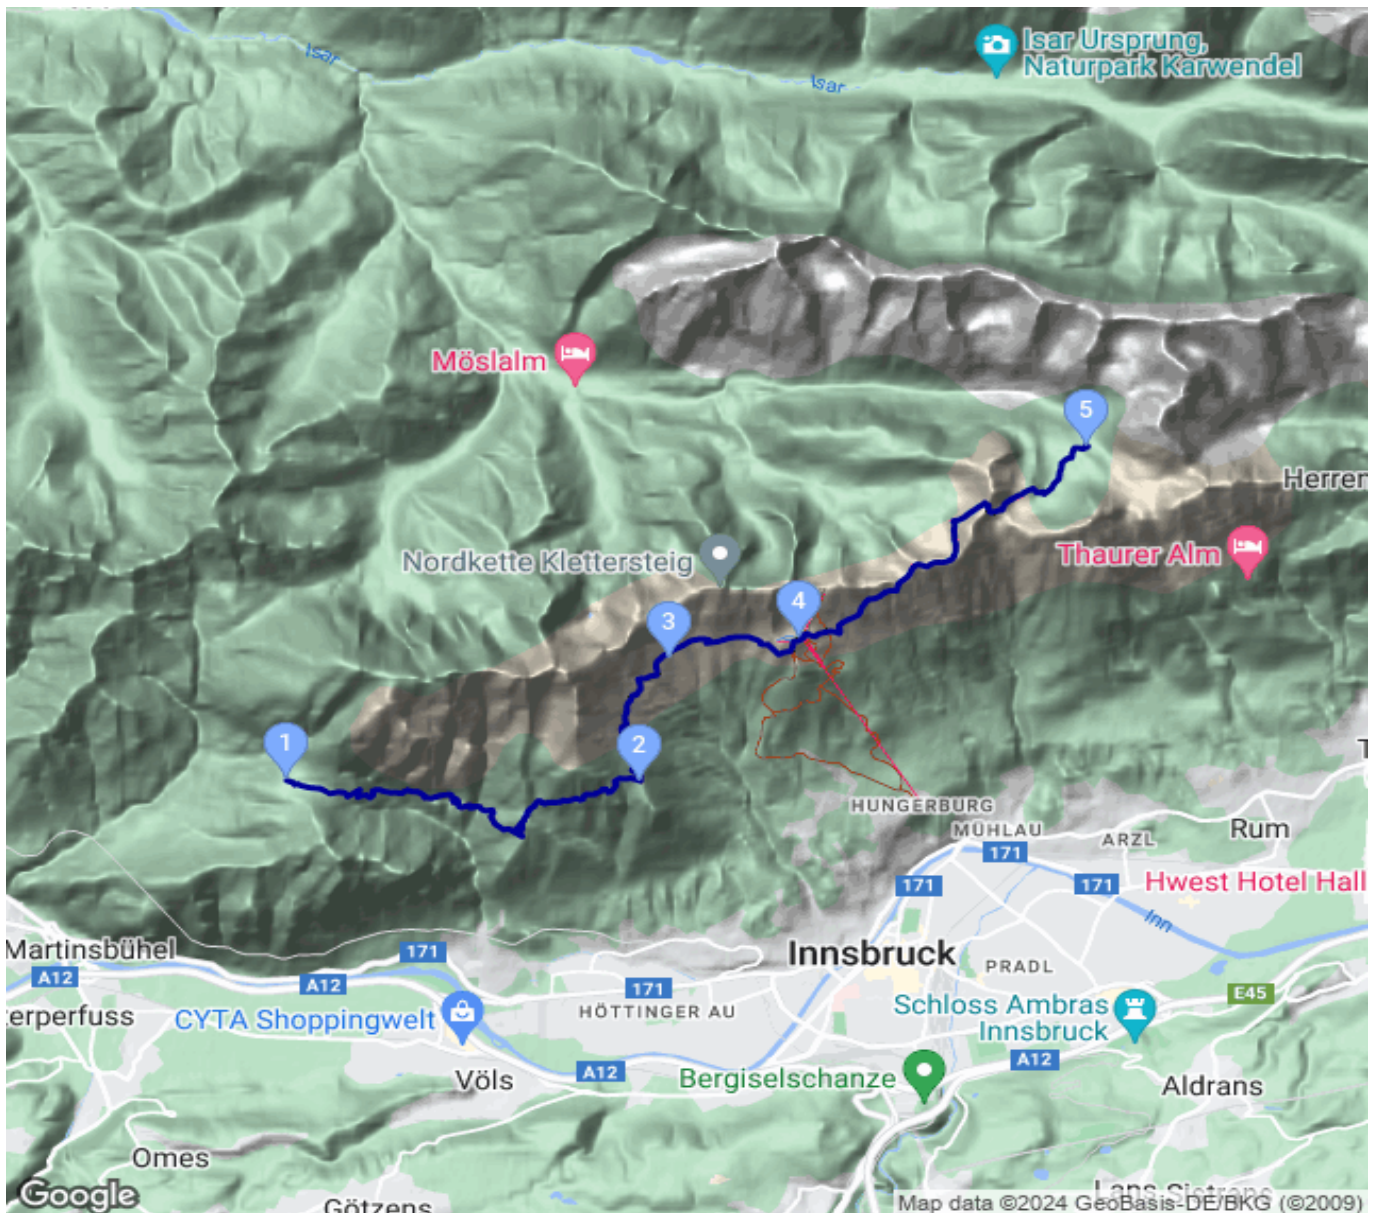 Isar
Isar
Isar Ursprung,
Naturpark Karwendel
Möslalm
5
Herren
Nordkette Klettersteig
Thaurer Alm
4
3
1
2
T
HUNGERBURG
MÜHLAU
ARZL
Rum
171
171
171
Hwest Hotel Hall
Inn
Martinsbühel
171
Innsbruck
A12
A12
PRADL
171
E45
erperfuss
CYTA Shoppingwelt
HÖTTINGER AU
Schloss Ambras
Innsbruck
A12
A12
Völs
Bergiselschanze
Aldrans
Omes
Google
Götzens
Lans
Sistrans
Map data ©2024 GeoBasis-DE/BKG (©2009)